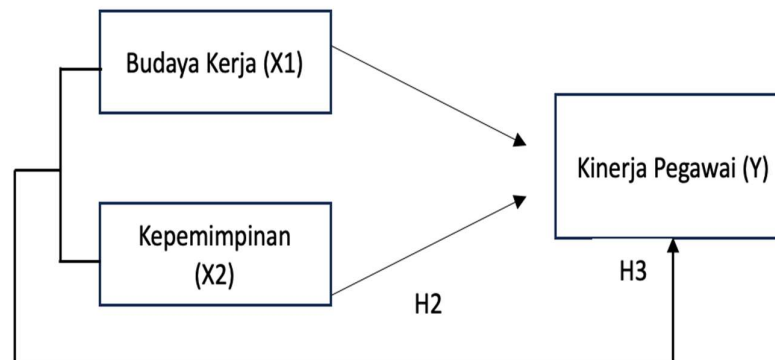 Budaya Kerja (X1)
Kinerja Pegawai (Y)
Kepemimpinan
(X2)
H3
H2